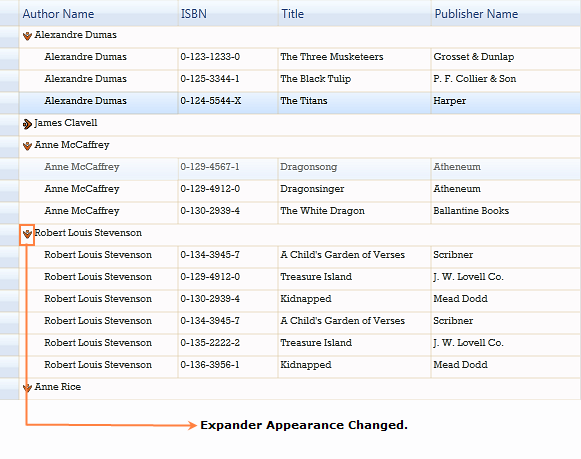 Author Name ISBN Title Publisher Name
Alexandre Dumas
Alexandre Dumas 0-123-1233-0 The Three Musketeers Grosset & Dunlap
Alexandre Dumas 0-125-3344-1 The Black Tulip P. F. Collier & Son
Alexandre Dumas 0-124-5544-X The Titans Harper
James Clavell
Anne McCaffrey
Anne McCaffrey 0-129-4567-1 Dragonsong Atheneum
Anne McCaffrey 0-129-4912-0 Dragonsinger Atheneum
Anne McCaffrey 0-130-2939-4 The White Dragon Ballantine Books
Robert Louis Stevenson
Robert Louis Stevenson 0-134-3945-7 A Child's Garden of Verses Scribner
Robert Louis Stevenson 0-129-4912-0 Treasure Island J. W. Lovell Co.
Robert Louis Stevenson 0-130-2939-4 Kidnapped Mead Dodd
Robert Louis Stevenson 0-134-3945-7 A Child's Garden of Verses Scribner
Robert Louis Stevenson 0-135-2222-2 Treasure Island J. W. Lovell Co.
Robert Louis Stevenson 0-136-3956-1 Kidnapped Mead Dodd
Anne Rice
Expander Appearance Changed.